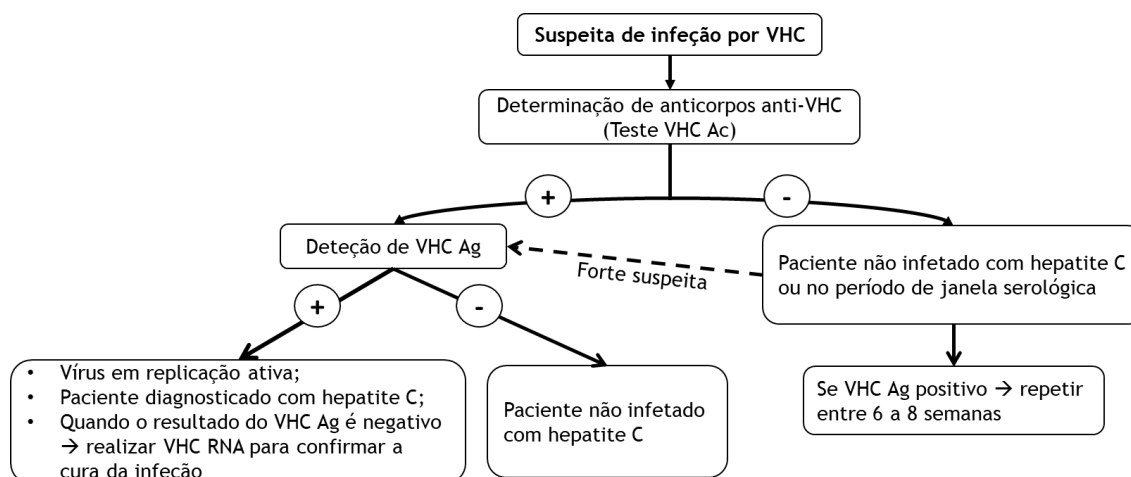 Suspeita de infeção por VHC
Determinação de anticorpos anti-VHC
(Teste VHC Ac)
+
-
Deteção de VHC Ag
Forte suspeita
Paciente não infetado com hepatite C
ou no período de janela serológica
+
-
• Vírus em replicação ativa;
• Paciente diagnosticado com hepatite C;
• Quando o resultado do VHC Ag é negativo
→ realizar VHC RNA para confirmar a
cura da infeção
Paciente não infetado
com hepatite C
Se VHC Ag positivo → repetir
entre 6 a 8 semanas